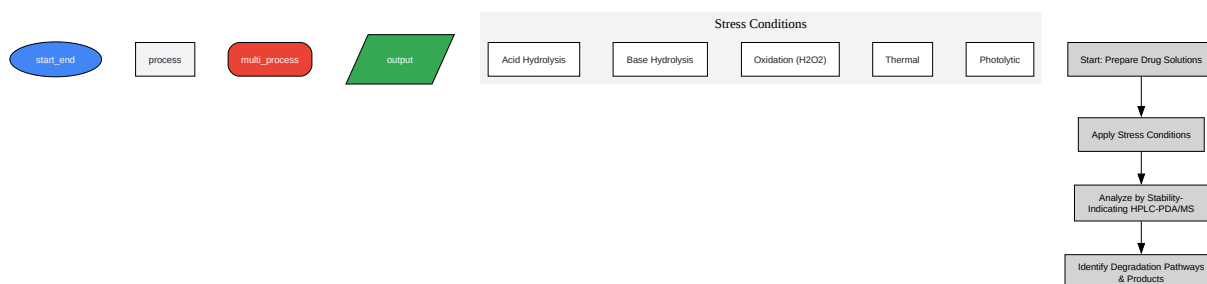 Stress Conditions
start_end
process
multi_process
output
Acid Hydrolysis
Base Hydrolysis
Oxidation (H2O2)
Thermal
Photolytic
Start: Prepare Drug Solutions
Apply Stress Conditions
Analyze by Stability-
Indicating HPLC-PDA/MS
Identify Degradation Pathways
& Products